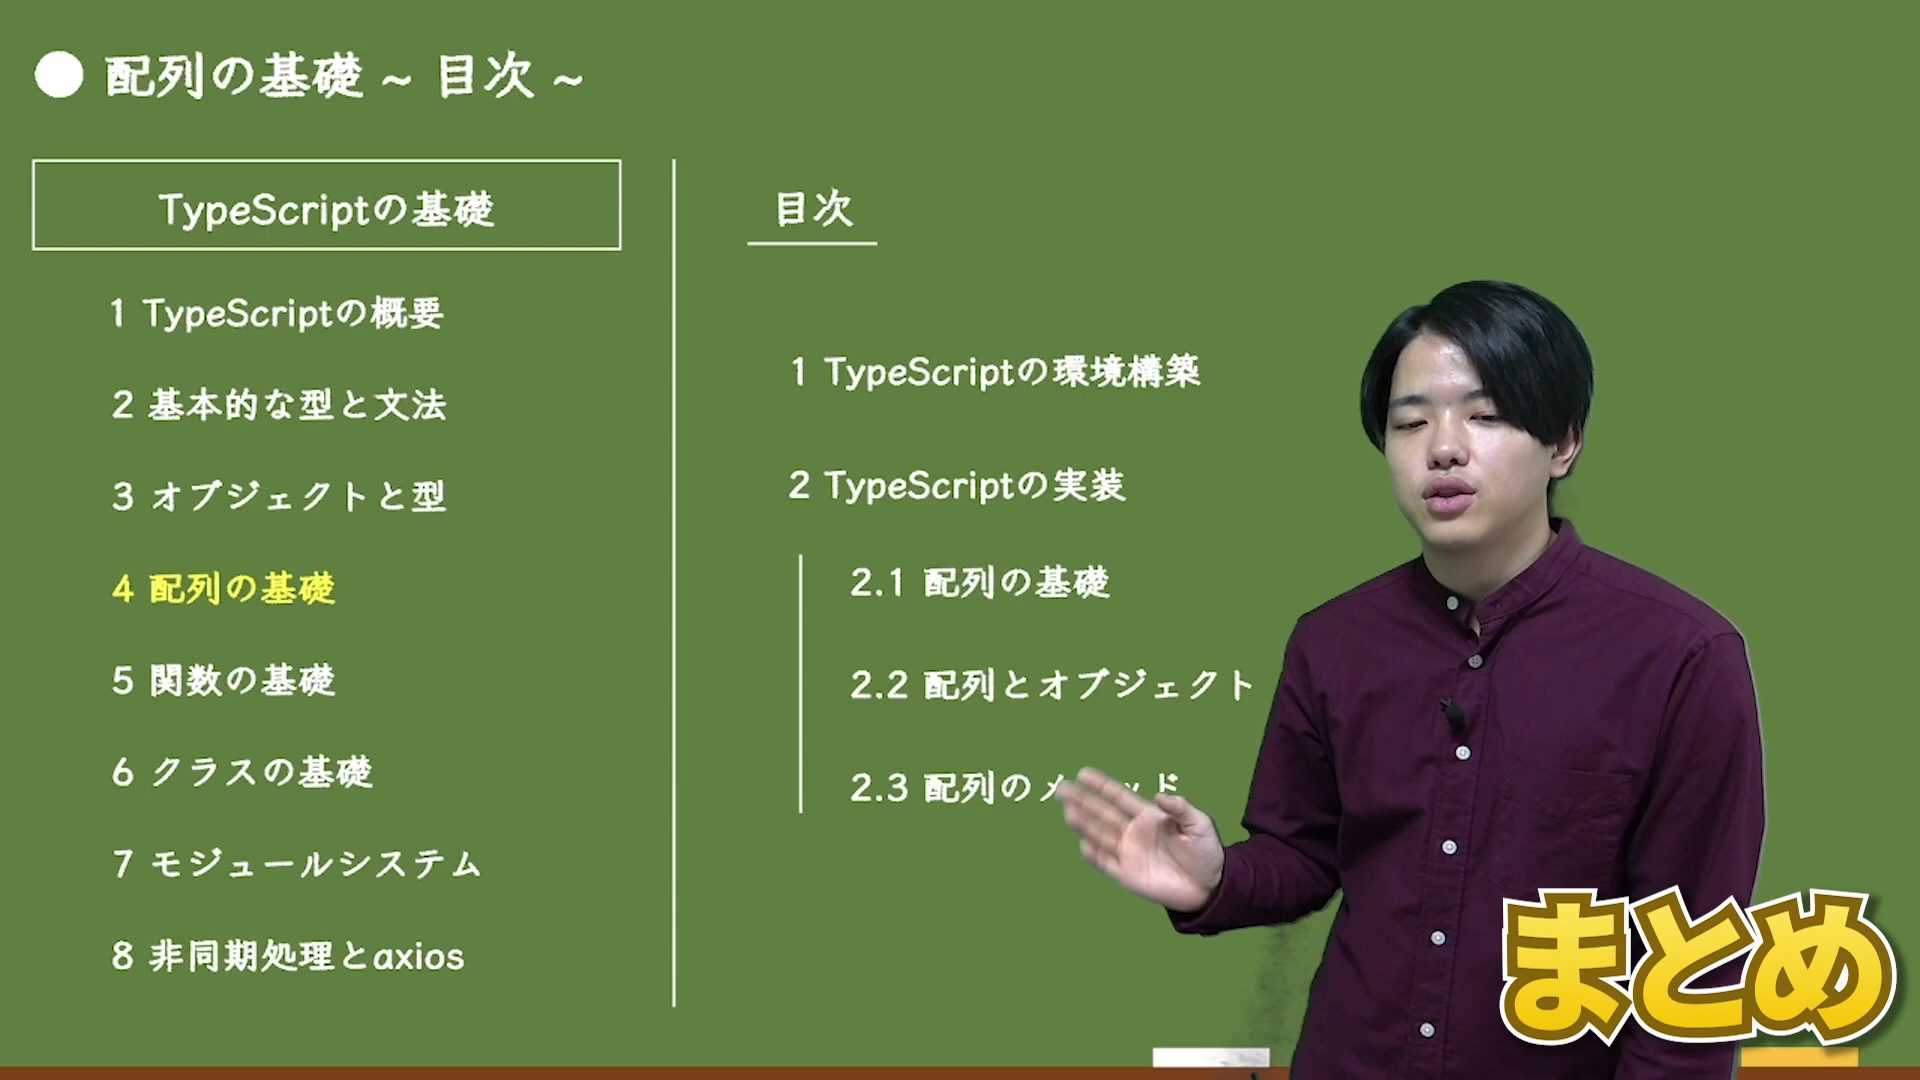 配列の基礎 ~ 目次 ~
TypeScriptの基礎
1 TypeScriptの概要
2 基本的な型と文法
3 オブジェクトと型
4 配列の基礎
5 関数の基礎
6 クラスの基礎
7 モジュールシステム
8 非同期処理とaxios
目次
1 TypeScriptの環境構築
2 TypeScriptの実装
2.1 配列の基礎
2.2 配列とオブジェクト
2.3 配列の
まとめ